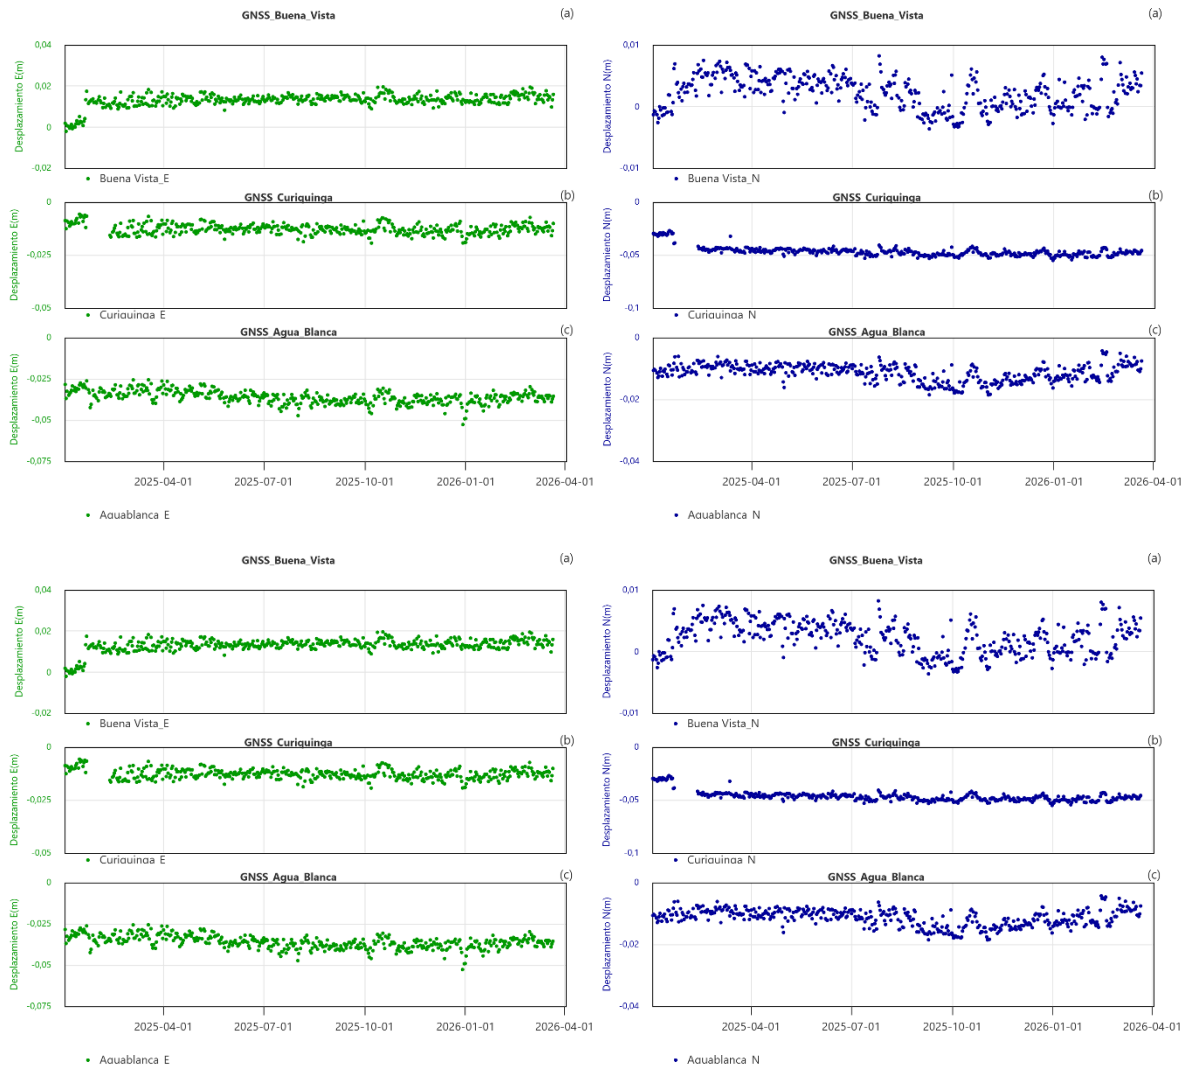 GNSS_Buena_Vista
(a)
Desplazamiento E(m)
0,04
0,02
0
-0,02
Buena Vista_E
GNSS_Curiquinga
(b)
Desplazamiento E(m)
0
-0,025
-0,05
Curiquinga_E
GNSS_Agua_Blanca
(c)
Desplazamiento E(m)
0
-0,025
-0,05
-0,075
2025-04-01
2025-07-01
2025-10-01
2026-01-01
2026-04-01
Aguablanca_E
GNSS_Buena_Vista
(a)
Desplazamiento N(m)
0,01
0
-0,01
Buena Vista_N
GNSS_Curiquinga
(b)
Desplazamiento N(m)
0
-0,05
-0,1
Curiquinga_N
GNSS_Agua_Blanca
(c)
Desplazamiento N(m)
0
-0,02
-0,04
2025-04-01
2025-07-01
2025-10-01
2026-01-01
2026-04-01
Aguablanca_N
GNSS_Buena_Vista
(a)
Desplazamiento E(m)
0,04
0,02
0
-0,02
Buena Vista_E
GNSS_Curiquinga
(b)
Desplazamiento E(m)
0
-0,025
-0,05
Curiquinga_E
GNSS_Agua_Blanca
(c)
Desplazamiento E(m)
0
-0,025
-0,05
-0,075
2025-04-01
2025-07-01
2025-10-01
2026-01-01
2026-04-01
Aguablanca_E
GNSS_Buena_Vista
(a)
Desplazamiento N(m)
0,01
0
-0,01
Buena Vista_N
GNSS_Curiquinga
(b)
Desplazamiento N(m)
0
-0,05
-0,1
Curiquinga_N
GNSS_Agua_Blanca
(c)
Desplazamiento N(m)
0
-0,02
-0,04
2025-04-01
2025-07-01
2025-10-01
2026-01-01
2026-04-01
Aguablanca_N